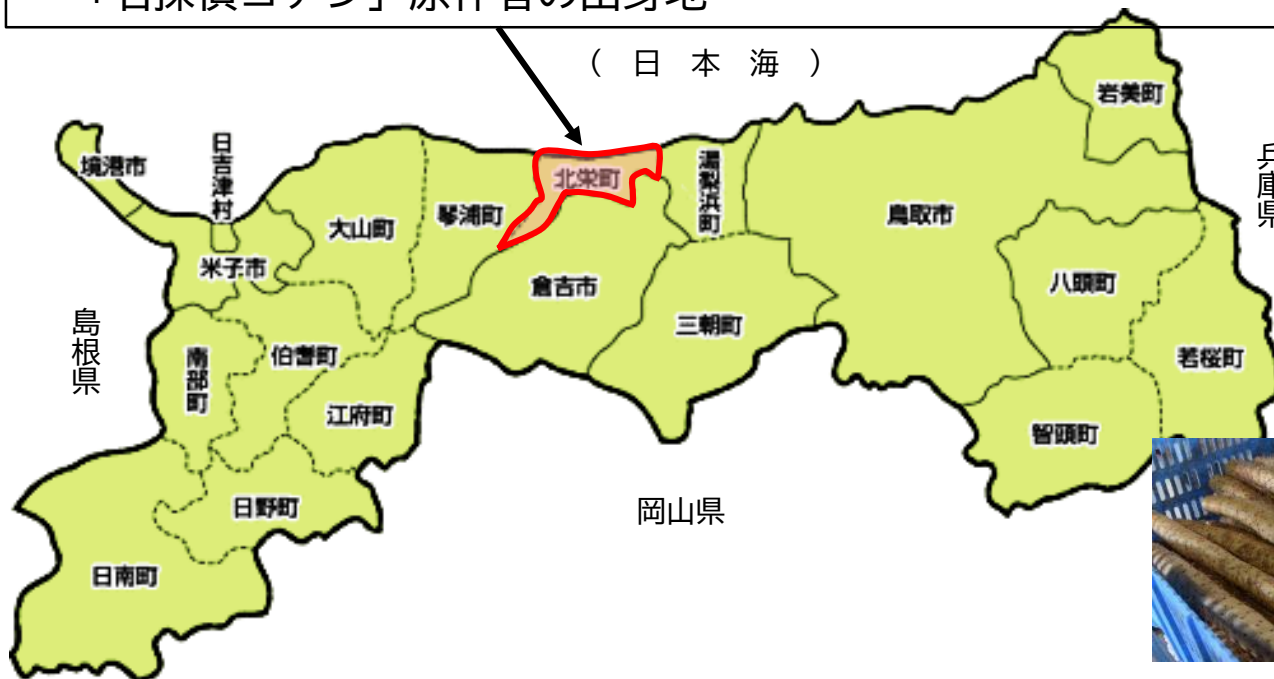 「名探偵コナン」原作者の出身地
（ 日 本 海 ）
岩美町
境港市
日吉津村
兵庫県
北栄町
湯梨浜町
大山町
琴浦町
鳥取市
米子市
倉吉市
八頭町
三朝町
島根県
南部町
伯耆町
若桜町
江府町
智頭町
岡山県
日野町
日南町